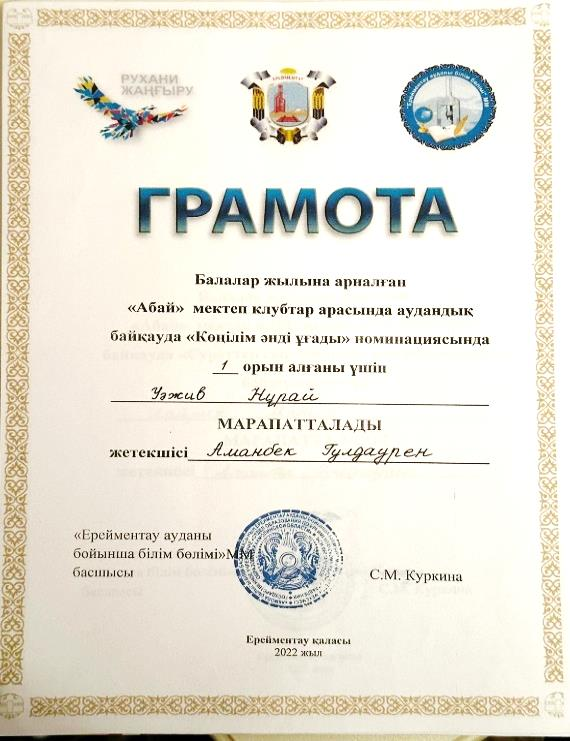 РУХАНИ
ЖАҢҒЫРУ
ГРАМОТА
Балалар жылына арналған
«Абай» мектеп клубтар арасында аудандық
байқауда «Көңілім әнді ұғады» номинациясында
1 орын алғаны үшін
Уәжив Нұрай
МАРАПАТТАЛАДЫ
жетекшісі Аманбек Гулдаурен
«Ерейментау ауданы
бойынша білім бөлімі»ММ
басшысы
С.М. Куркина
Ерейментау қаласы
2022 жыл